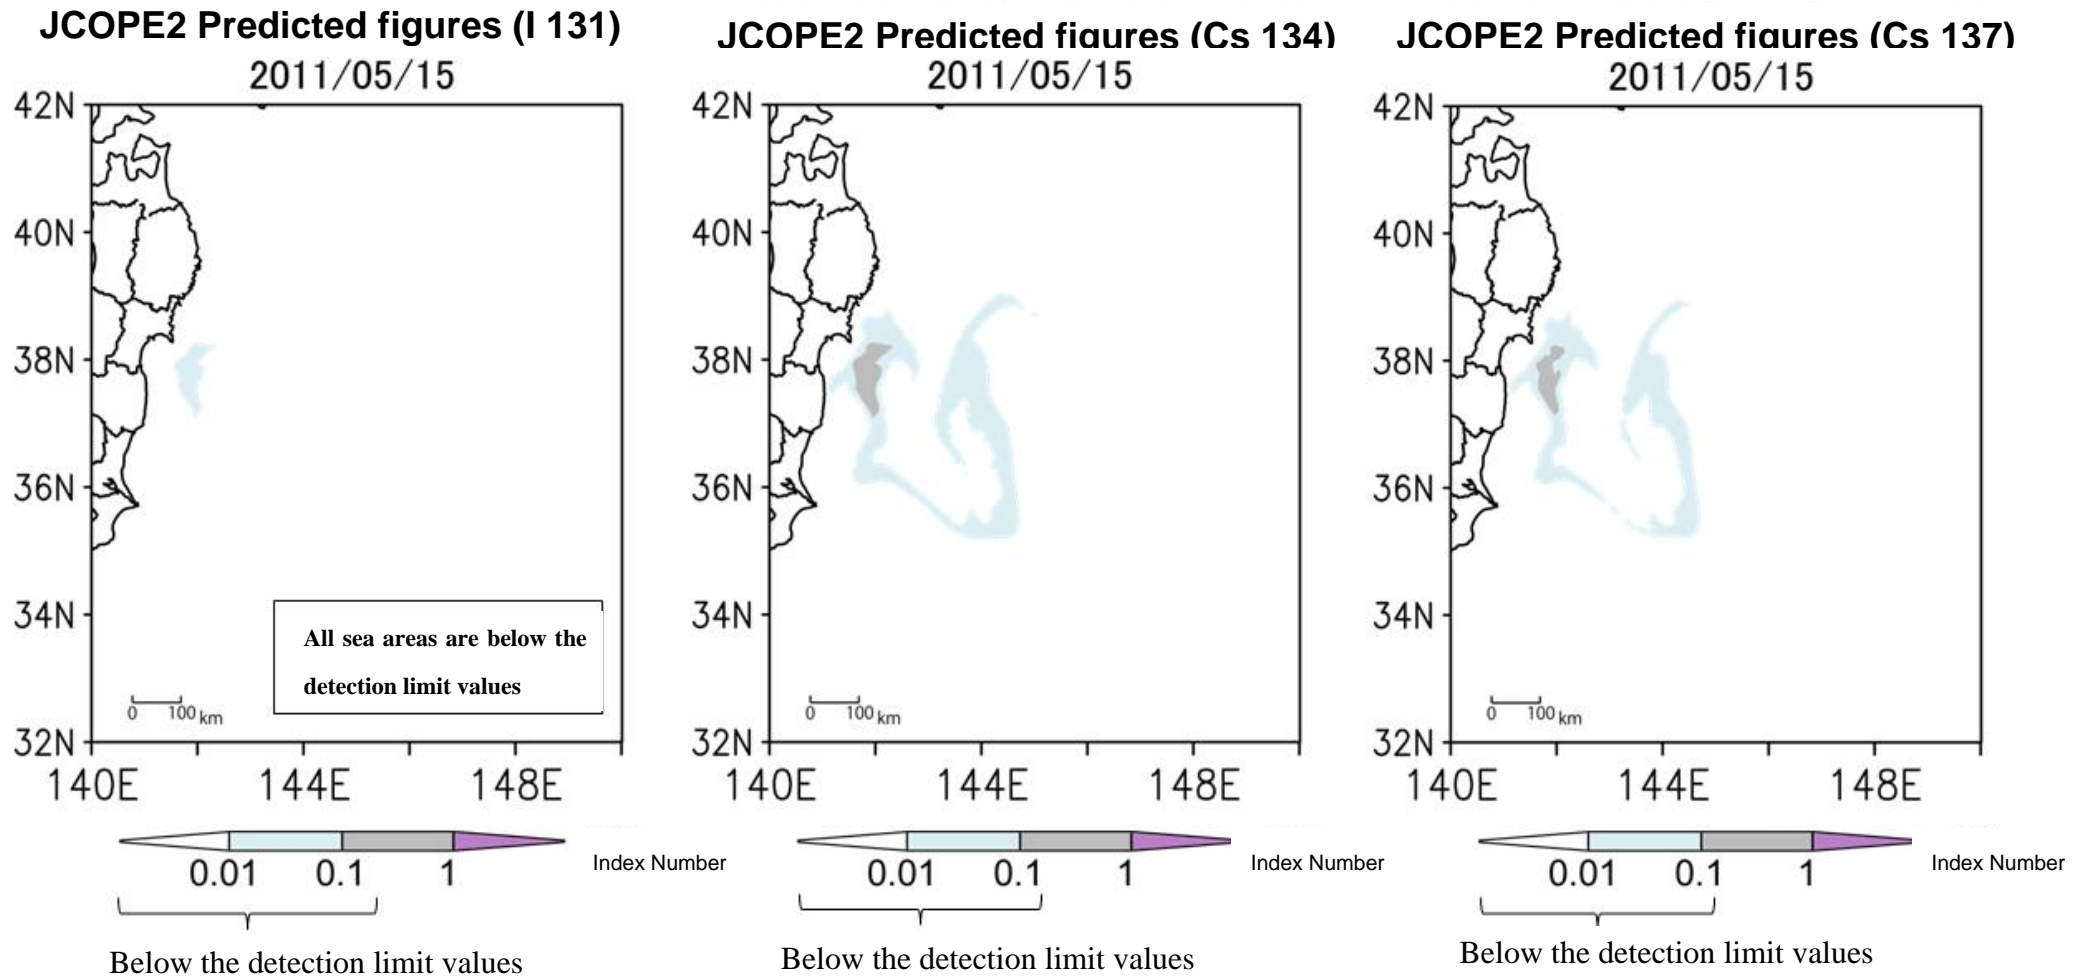 JCOPE2 Predicted figures (I 131)
2011/05/15
42N
40N
38N
36N
34N
32N
140E 144E 148E
All sea areas are below the
detection limit values
0 100 km
0.01 0.1 1
Index Number
Below the detection limit values
JCOPE2 Predicted figures (Cs 134)
2011/05/15
42N
40N
38N
36N
34N
32N
140E 144E 148E
0 100 km
0.01 0.1 1
Index Number
Below the detection limit values
JCOPE2 Predicted figures (Cs 137)
2011/05/15
42N
40N
38N
36N
34N
32N
140E 144E 148E
0 100 km
0.01 0.1 1
Index Number
Below the detection limit values